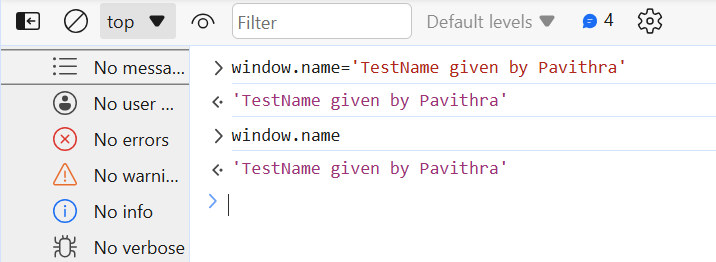 top Filter Default levels 4
No messa...
No user ...
No errors
No warni...
No info
No verbose
window.name='TestName given by Pavithra'
'TestName given by Pavithra'
window.name
'TestName given by Pavithra'